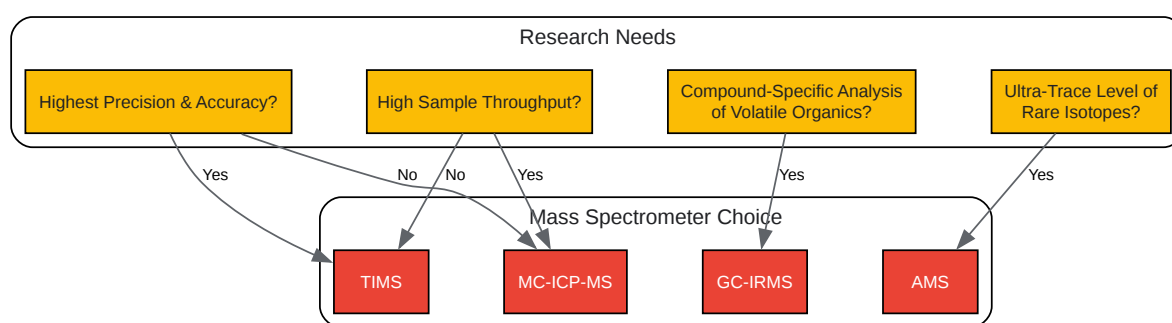 Research Needs
Highest Precision & Accuracy?
High Sample Throughput?
Compound-Specific Analysis
of Volatile Organics?
Ultra-Trace Level of
Rare Isotopes?
Yes
No
No
Yes
Yes
Yes
Mass Spectrometer Choice
TIMS
MC-ICP-MS
GC-IRMS
AMS